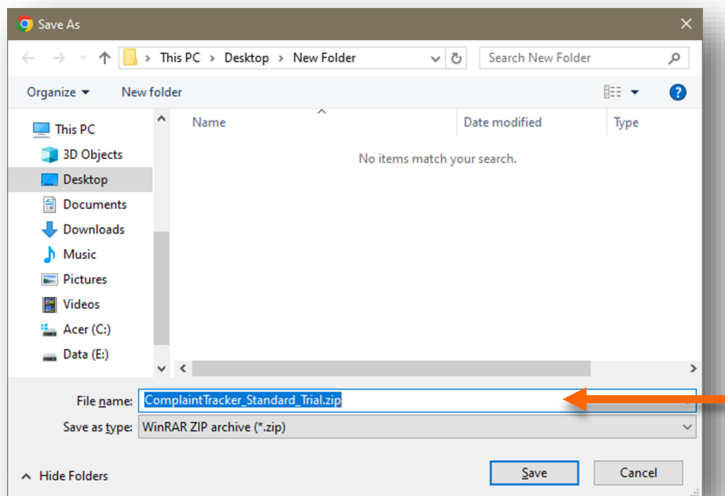 Save As
This PC > Desktop > New Folder
Search New Folder
Organize
New folder
?
Name
Date modified
Type
No items match your search.
This PC
3D Objects
Desktop
Documents
Downloads
Music
Pictures
Videos
Acer (C:)
Data (E:)
File name: ComplaintTracker_Standard_Trial.zip
Save as type: WinRAR ZIP archive (*.zip)
Hide Folders
Save
Cancel